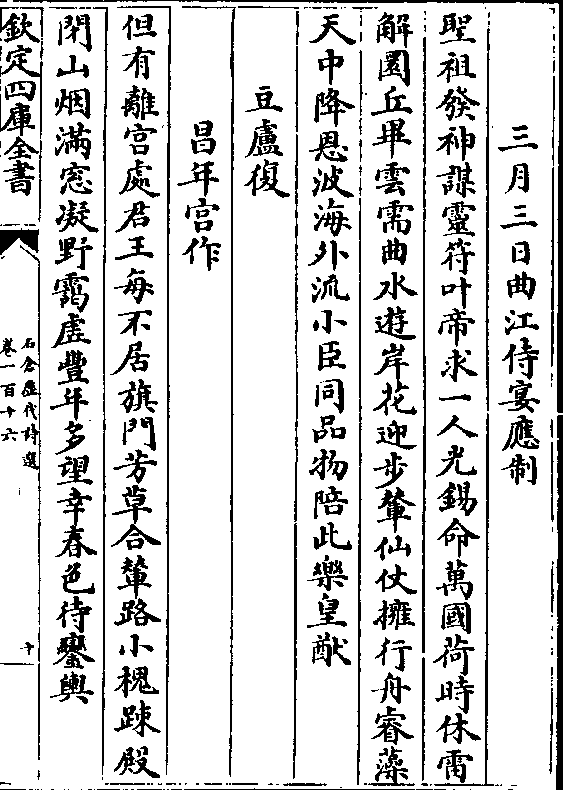 三月三日曲江侍宴應制
聖祖發神謀靈符叶帝求一人光錫命萬國荷時休雷
解圜丘畢雲需曲水遊岸花迎步輦仙仗擁行舟睿藻
天中降恩波海外流小臣同品物陪此樂皇猷
豆盧復
昌年宮作
但有離宮處君王每不居旗門芳草合輦路小槐踈殿
閉山烟滿窓凝野靄虛豐年多望幸春色待鑾輿
欽定四庫全書
石倉歷代詩選
卷一百十六
十